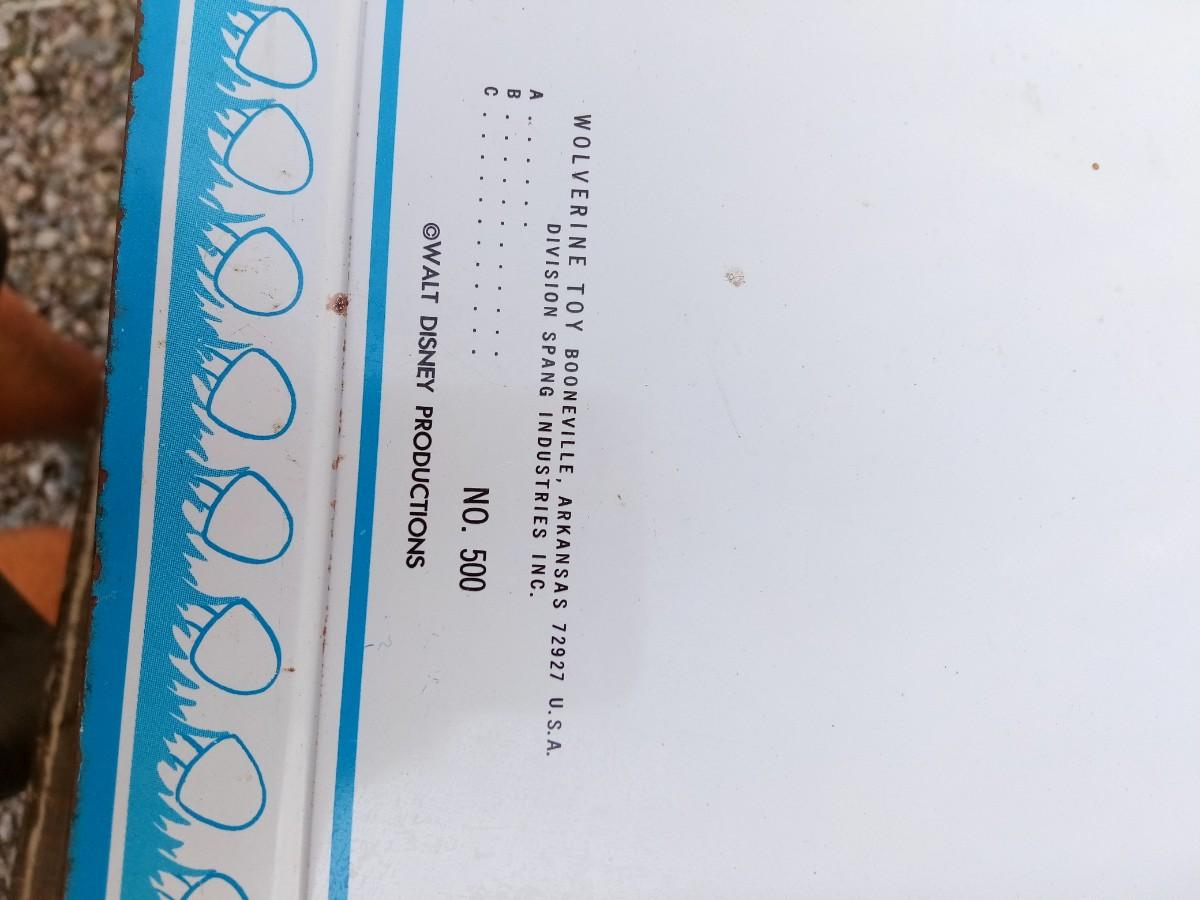 WOLVERINE TOY BOONEVILLE, ARKANSAS 72927 U.S.A.
DIVISION SPANG INDUSTRIES INC.
A . . . . . .
B . . . . . . . . . . .
C . . . . . . . . . . .
NO. 500
©WALT DISNEY PRODUCTIONS